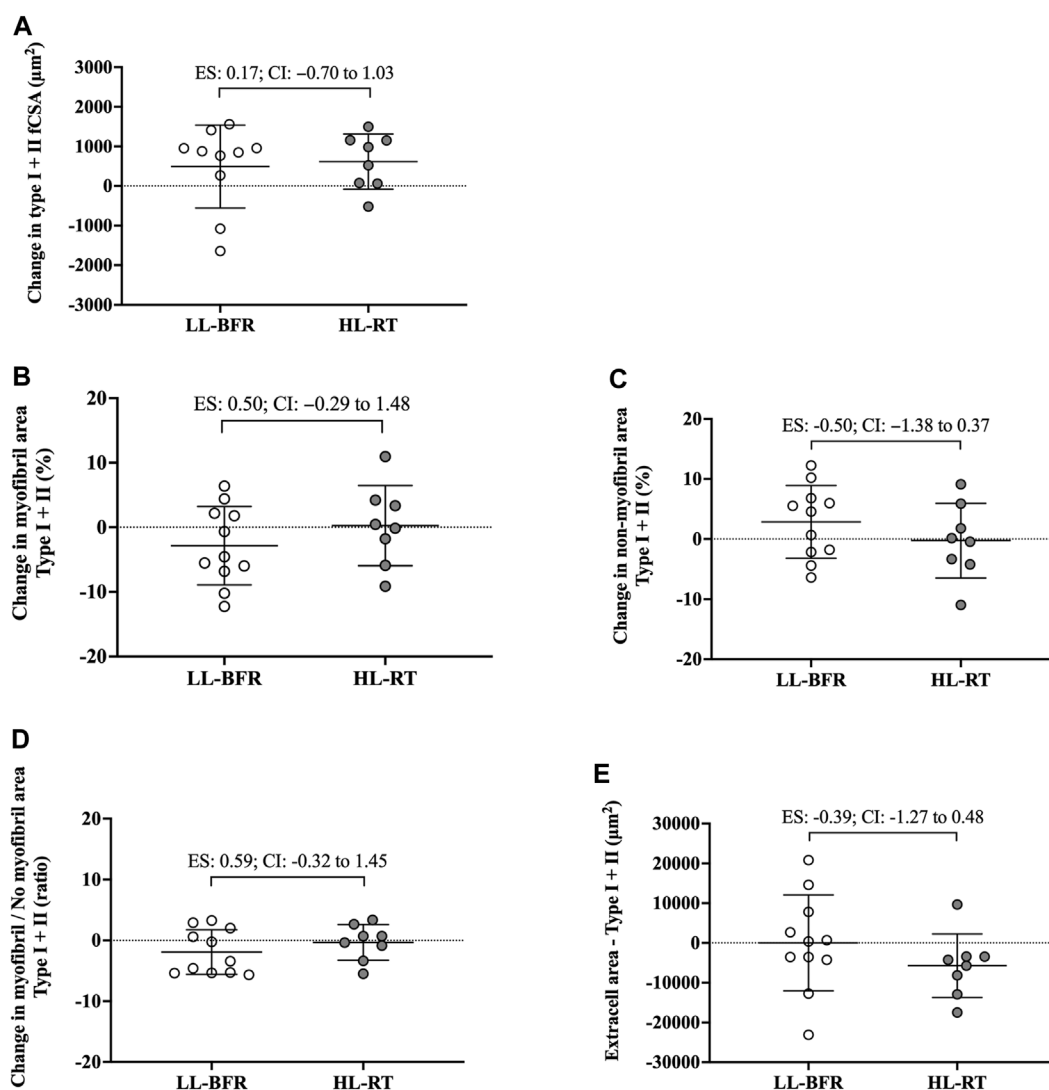 A
Change in type I + II fCSA (µm²)
ES: 0.17; CI: −0.70 to 1.03
3000
2000
1000
0
-1000
-2000
-3000
LL-BFR HL-RT
B
Change in myofibril area
Type I + II (%)
ES: 0.50; CI: −0.29 to 1.48
20
10
0
-10
-20
LL-BFR HL-RT
C
Change in non-myofibril area
Type I + II (%)
ES: -0.50; CI: −1.38 to 0.37
20
10
0
-10
-20
LL-BFR HL-RT
D
Change in myofibril / No myofibril area
Type I + II (ratio)
ES: 0.59; CI: -0.32 to 1.45
20
10
0
-10
-20
LL-BFR HL-RT
E
Extracell area - Type I + II (µm²)
ES: -0.39; CI: -1.27 to 0.48
30000
20000
10000
0
-10000
-20000
-30000
LL-BFR HL-RT